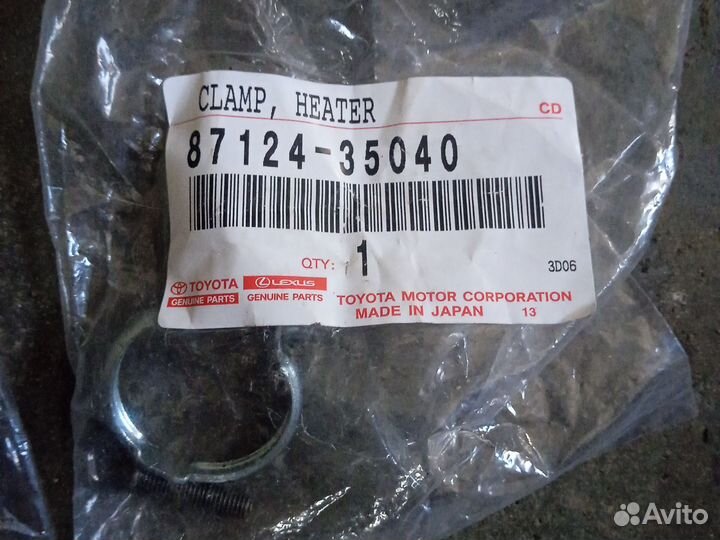 CLAMP, HEATER
CD
87124-35040
QTY: 1
3D06
TOYOTA LEXUS
GENUINE PARTS GENUINE PARTS
TOYOTA MOTOR CORPORATION
MADE IN JAPAN 13
Avito